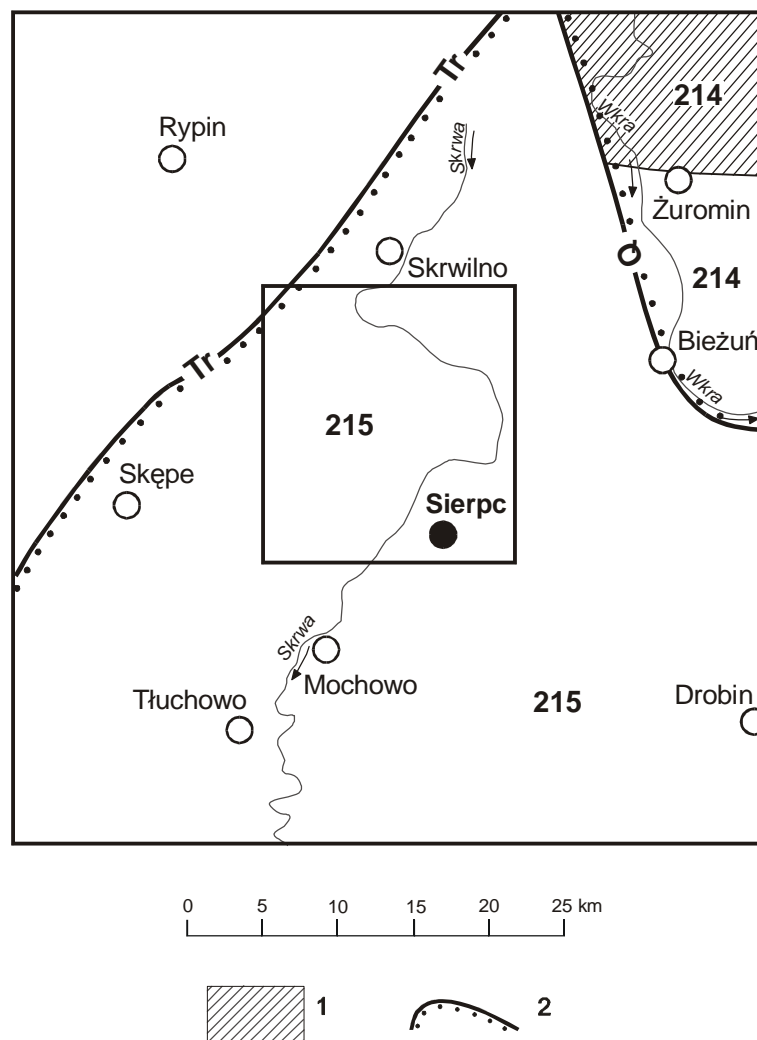 Tr
214
Rypin
Skrwa
Wkra
Żuromin
Q
Skrwilno
214
Bieżuń
Tr
Wkra
215
Skępe
Sierpc
Skrwa
Mochowo
Tłuchowo
215
Drobin
0 5 10 15 20 25 km
1 2